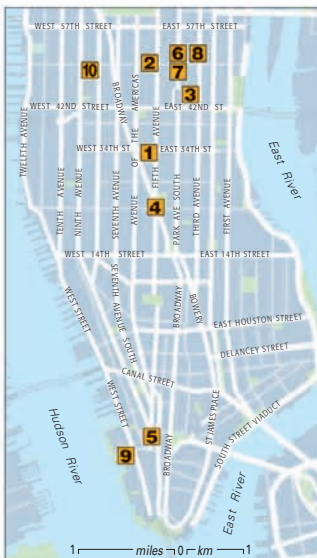 WEST 57TH STREET
EAST 57TH STREET
6
8
2
7
10
3
BROADWAY
AVENUE OF THE AMERICAS
FIFTH AVENUE
WEST 42ND STREET
EAST 42ND ST
TWELFTH AVENUE
WEST 34TH ST
1
EAST 34TH ST
East River
TENTH AVENUE
NINTH AVENUE
SEVENTH AVENUE
PARK AVE SOUTH
THIRD AVENUE
FIRST AVENUE
4
WEST 14TH STREET
EAST 14TH STREET
SEVENTH AVENUE SOUTH
WEST STREET
BROADWAY
BOWERY
EAST HOUSTON STREET
DELANCEY STREET
CANAL STREET
WEST STREET
ST JAMES PLACE
SOUTH STREET VIADUCT
Hudson River
5
9
BROADWAY
East River
1 miles 0 km 1